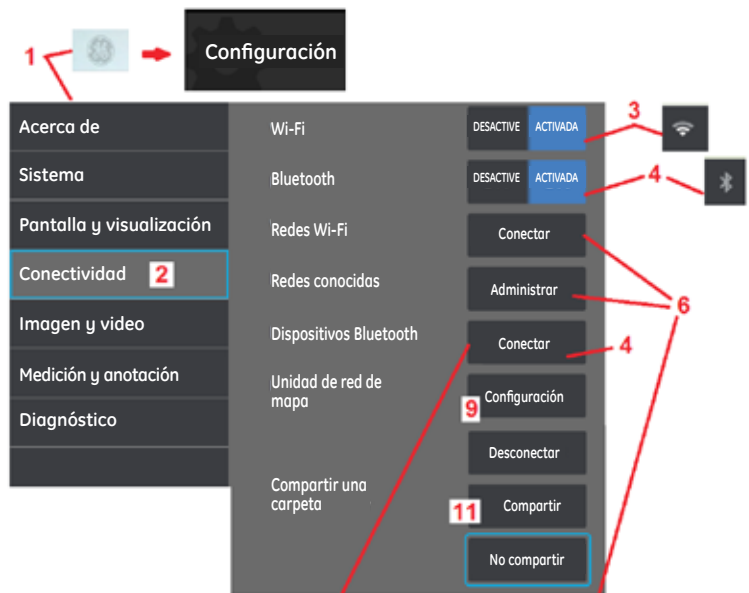 1
Configuración
Acerca de
Sistema
Pantalla y visualización
Conectividad 2
Imagen y video
Medición y anotación
Diagnóstico
Wi-Fi DESACTIVE ACTIVADA 3
Bluetooth DESACTIVE ACTIVADA 4
Redes Wi-Fi Conectar
Redes conocidas Administrar 6
Dispositivos Bluetooth Conectar 4
Unidad de red de
mapa
9 Configuración
Desconectar
Compartir una
carpeta
11 Compartir
No compartir